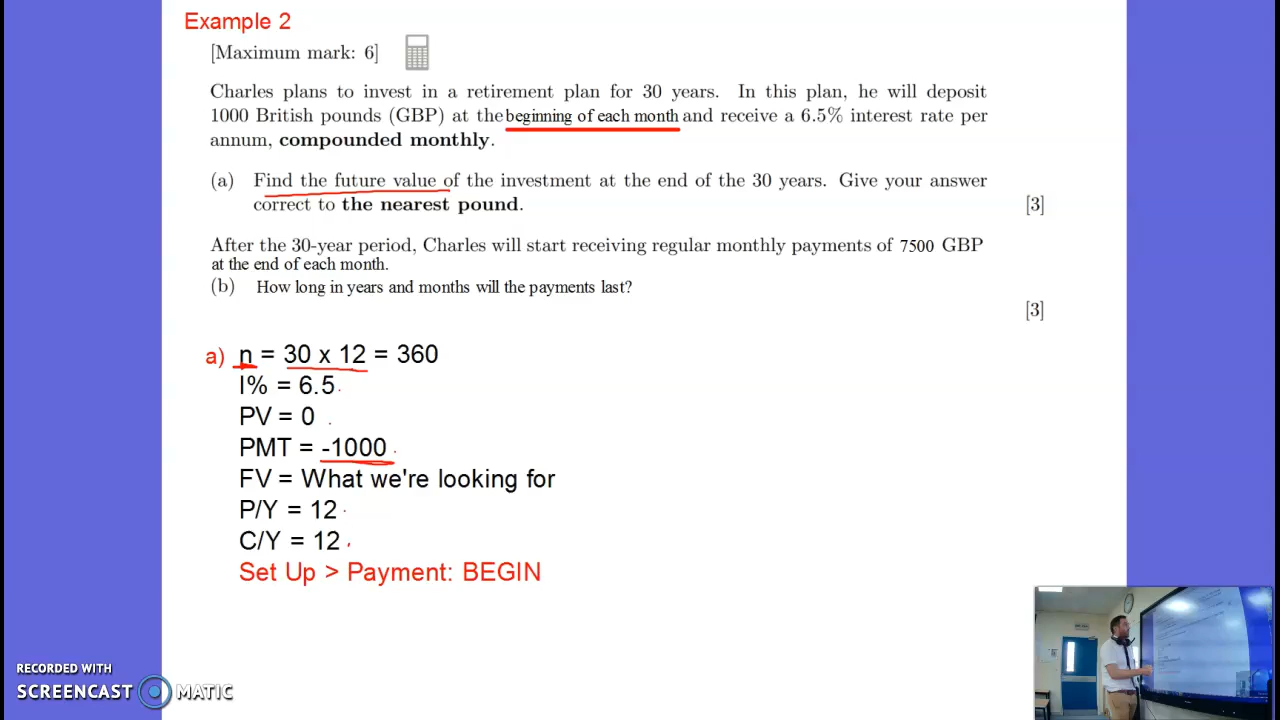 Example 2
[Maximum mark: 6]
Charles plans to invest in a retirement plan for 30 years. In this plan, he will deposit
1000 British pounds (GBP) at the beginning of each month and receive a 6.5% interest rate per
annum, compounded monthly.
(a) Find the future value of the investment at the end of the 30 years. Give your answer
correct to the nearest pound. [3]
After the 30-year period, Charles will start receiving regular monthly payments of 7500 GBP
at the end of each month.
(b) How long in years and months will the payments last?
[3]
a) n = 30 x 12 = 360
I% = 6.5
PV = 0
PMT = -1000
FV = What we're looking for
P/Y = 12
C/Y = 12
Set Up > Payment: BEGIN
RECORDED WITH
SCREENCAST MATIC